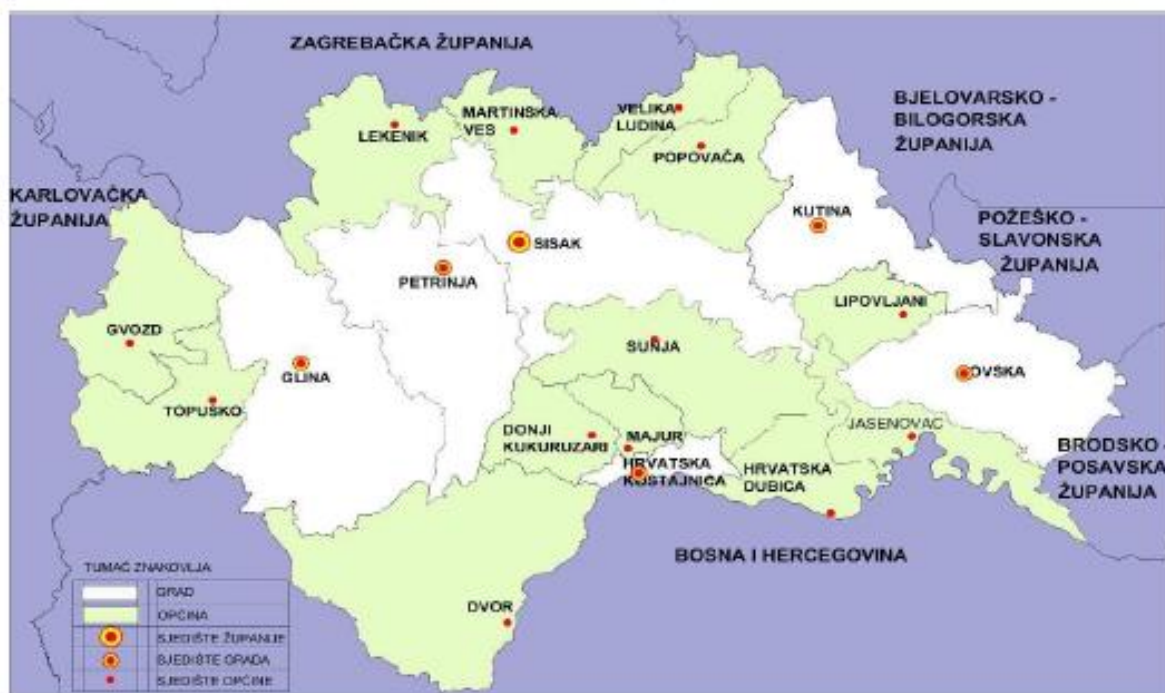 ZAGREBAČKA ŽUPANIJA
BJELOVARSKO -
BILOGORSKA
ŽUPANIJA
VELIKA
LUDINA
MARTINSKA
VES
LEKENIK
POPOVAČA
KARLOVAČKA
ŽUPANIJA
KUTINA
POŽEŠKO -
SLAVONSKA
ŽUPANIJA
SISAK
PETRINJA
LIPOVLJANI
GVOZD
SUNJA
GLINA
OVSKA
TOPUSKO
JASENOVAC
DONJI
KUKURUZARI
MAJUR
HRVATSKA
KOSTAJNICA
HRVATSKA
DUBICA
BRODSKO -
POSAVSKA
ŽUPANIJA
BOSNA I HERCEGOVINA
DVOR
TUMAČ ZNAKOVLJA
GRAD
OPĆINA
SJEDIŠTE ŽUPANIJE
SJEDIŠTE GRADA
SJEDIŠTE OPĆINE